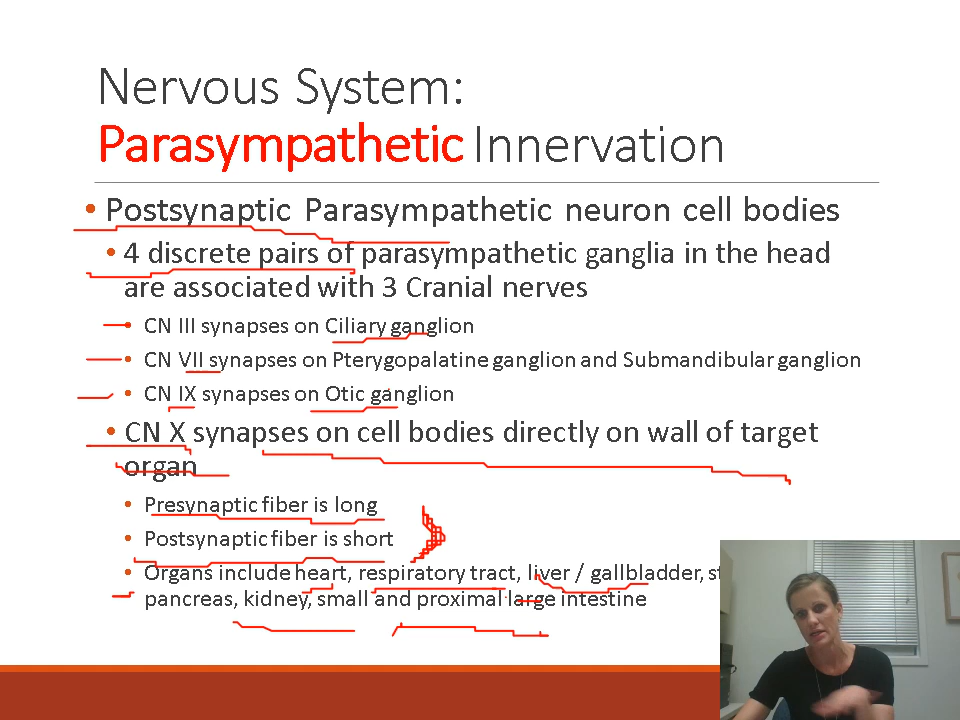 Nervous System:
Parasympathetic Innervation
• Postsynaptic Parasympathetic neuron cell bodies
• 4 discrete pairs of parasympathetic ganglia in the head
are associated with 3 Cranial nerves
• CN III synapses on Ciliary ganglion
• CN VII synapses on Pterygopalatine ganglion and Submandibular ganglion
• CN IX synapses on Otic ganglion
• CN X synapses on cell bodies directly on wall of target
organ
• Presynaptic fiber is long
• Postsynaptic fiber is short
• Organs include heart, respiratory tract, liver / gallbladder,
pancreas, kidney, small and proximal large intestine